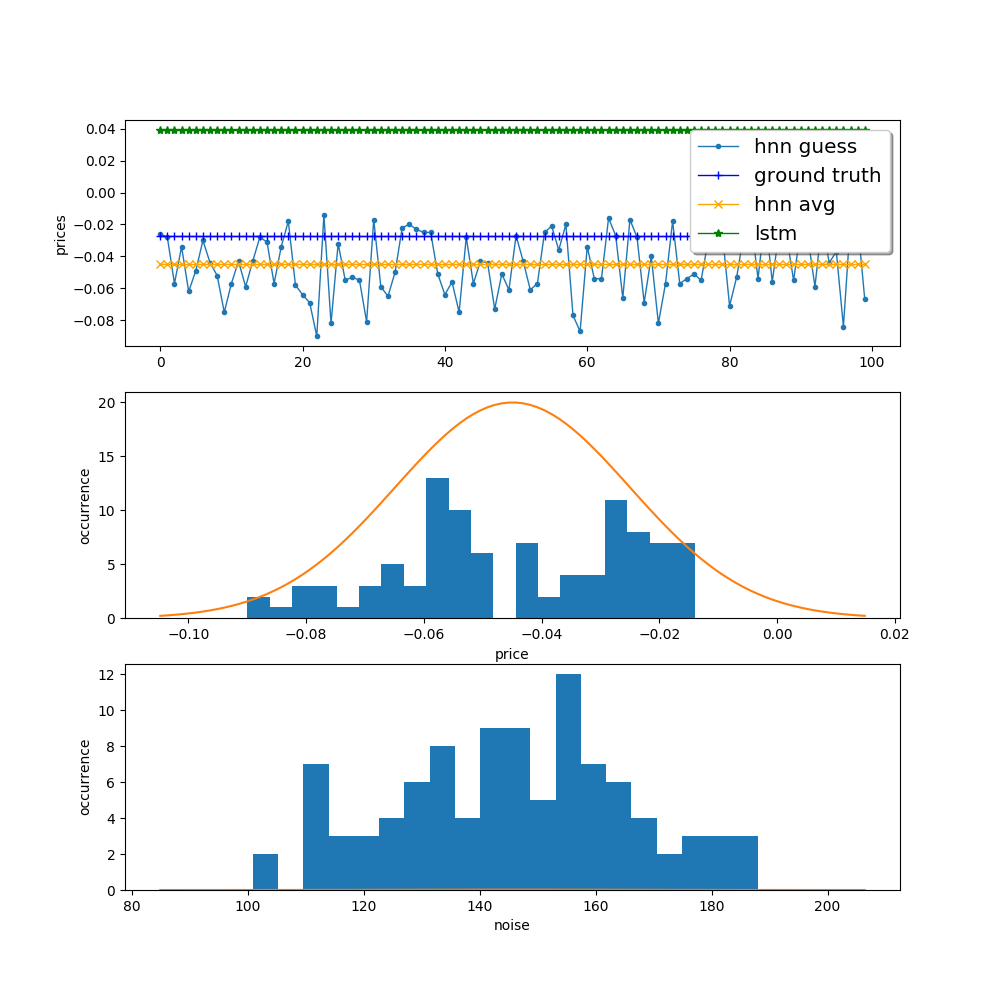 0.04
0.02
0.00
−0.02
−0.04
−0.06
−0.08
prices
hnn guess
ground truth
hnn avg
lstm
0 20 40 60 80 100
20
15
10
5
0
occurrence
−0.10 −0.08 −0.06 −0.04 −0.02 0.00 0.02
price
12
10
8
6
4
2
0
occurrence
80 100 120 140 160 180 200
noise